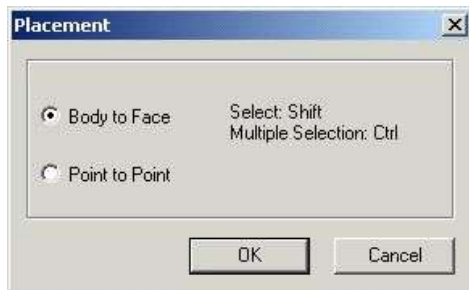 Placement
Body to Face
Select: Shift
Multiple Selection: Ctrl
Point to Point
OK
Cancel